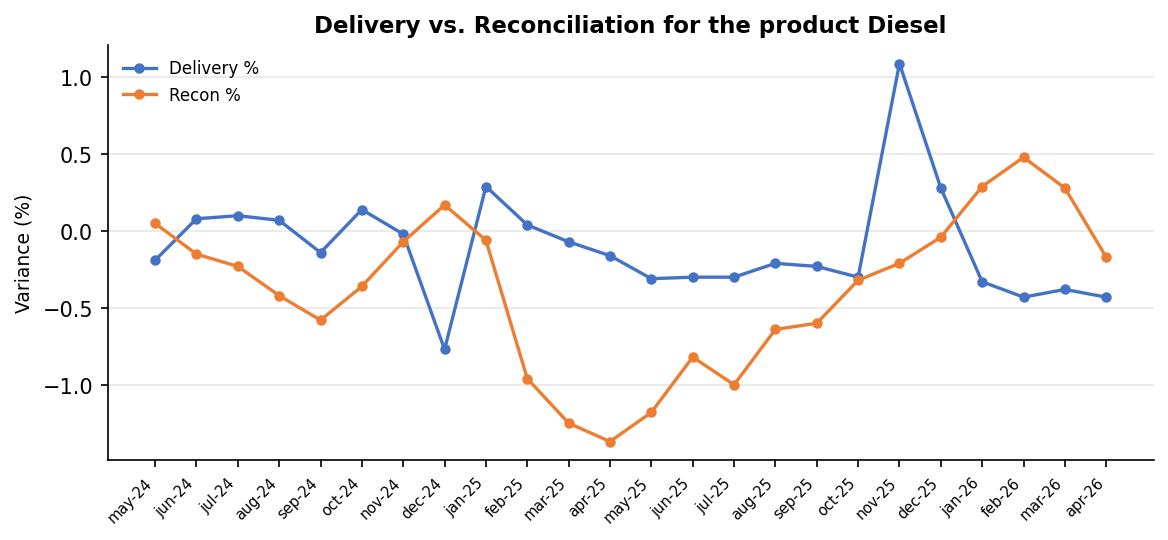 Delivery vs. Reconciliation for the product Diesel
Delivery %
Recon %
Variance (%)
1.0
0.5
0.0
−0.5
−1.0
may-24
jun-24
jul-24
aug-24
sep-24
oct-24
nov-24
dec-24
jan-25
feb-25
mar-25
apr-25
may-25
jun-25
jul-25
aug-25
sep-25
oct-25
nov-25
dec-25
jan-26
feb-26
mar-26
apr-26